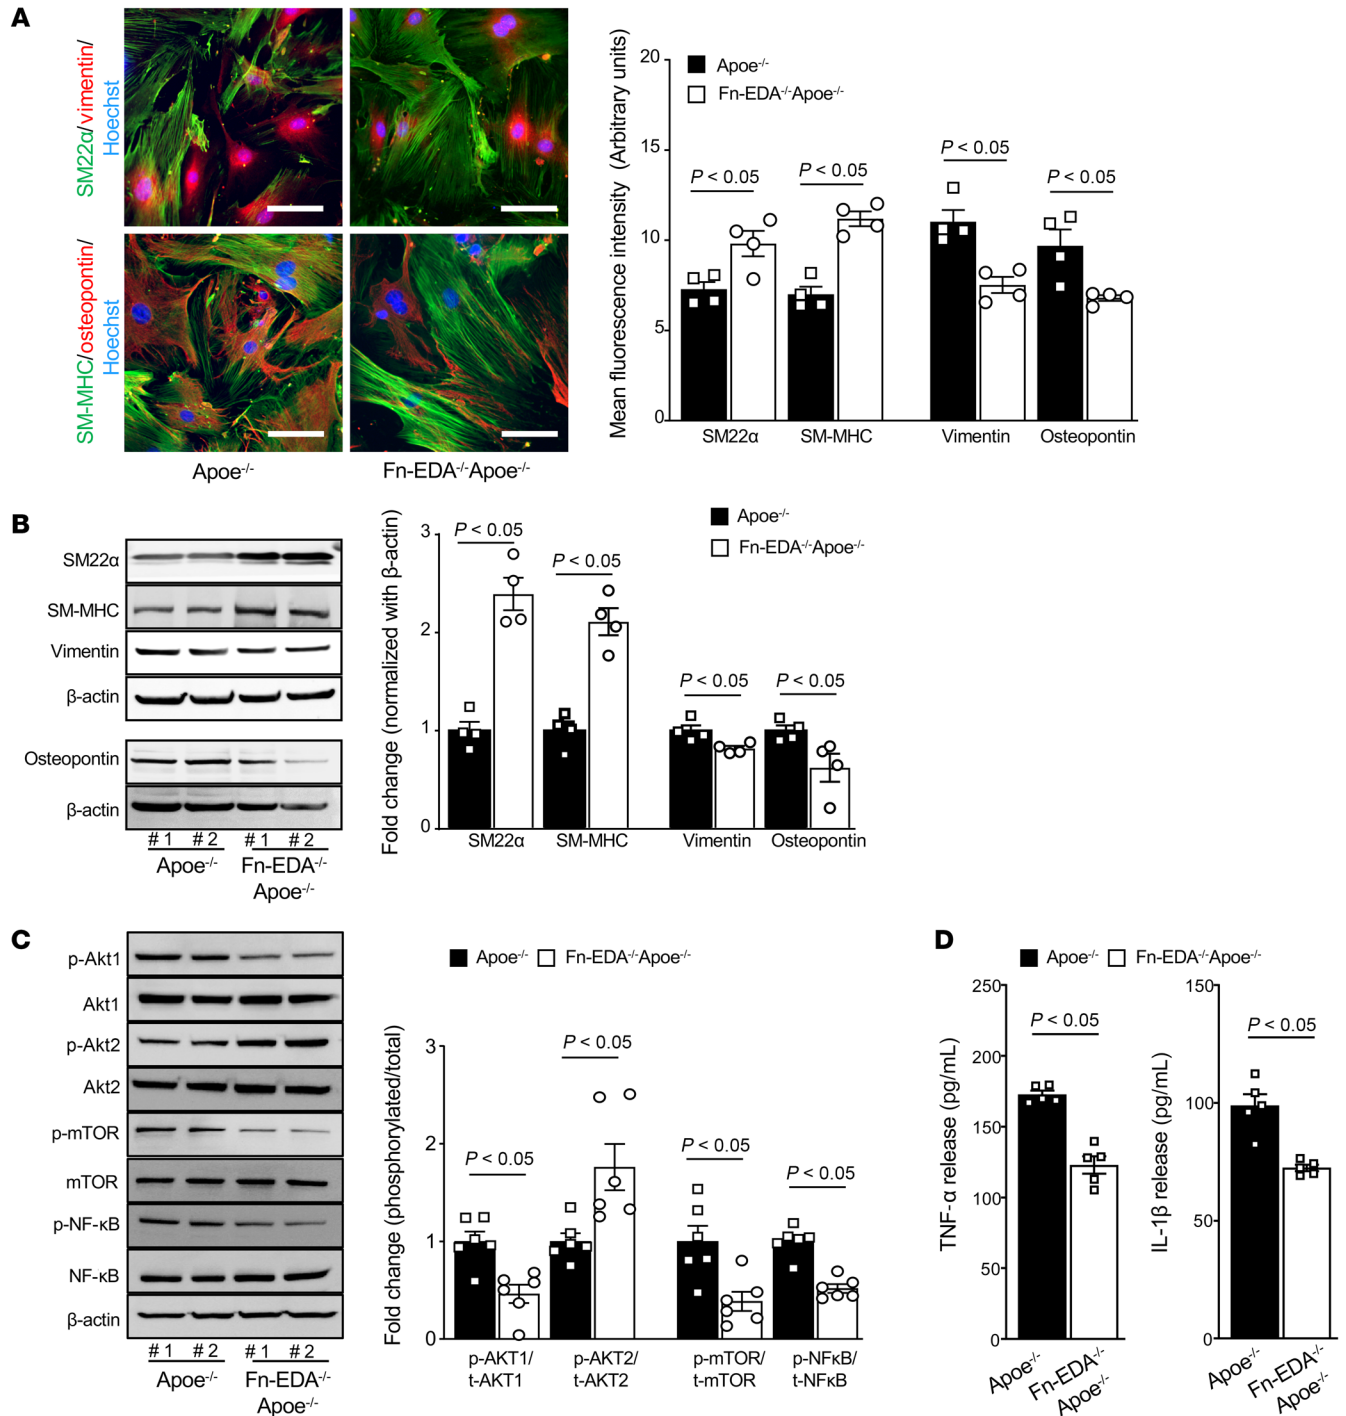 A
SM22α/vimentin/
Hoechst
SM-MHC/osteopontin/
Hoechst
Apoe-/-
Fn-EDA-/-Apoe-/-
Mean fluorescence intensity (Arbitrary units)
20
15
10
5
0
Apoe-/-
Fn-EDA-/-Apoe-/-
P < 0.05
P < 0.05
P < 0.05
P < 0.05
SM22α
SM-MHC
Vimentin
Osteopontin
B
SM22α
SM-MHC
Vimentin
β-actin
Osteopontin
β-actin
# 1 # 2 # 1 # 2
Apoe-/-
Fn-EDA-/-
Apoe-/-
Fold change (normalized with β-actin)
3
2
1
0
Apoe-/-
Fn-EDA-/-Apoe-/-
P < 0.05
P < 0.05
P < 0.05
P < 0.05
SM22α
SM-MHC
Vimentin
Osteopontin
C
p-Akt1
Akt1
p-Akt2
Akt2
p-mTOR
mTOR
p-NF-κB
NF-κB
β-actin
# 1 # 2 # 1 # 2
Apoe-/-
Fn-EDA-/-
Apoe-/-
Apoe-/-
Fn-EDA-/-Apoe-/-
Fold change (phosphorylated/total)
3
2
1
0
P < 0.05
P < 0.05
P < 0.05
P < 0.05
p-AKT1/
t-AKT1
p-AKT2/
t-AKT2
p-mTOR/
t-mTOR
p-NFκB/
t-NFκB
D
Apoe-/-
Fn-EDA-/-Apoe-/-
TNF-α release (pg/mL)
250
200
150
100
50
0
P < 0.05
Apoe-/-
Fn-EDA-/-
Apoe-/-
IL-1β release (pg/mL)
150
100
50
0
P < 0.05
Apoe-/-
Fn-EDA-/-
Apoe-/-